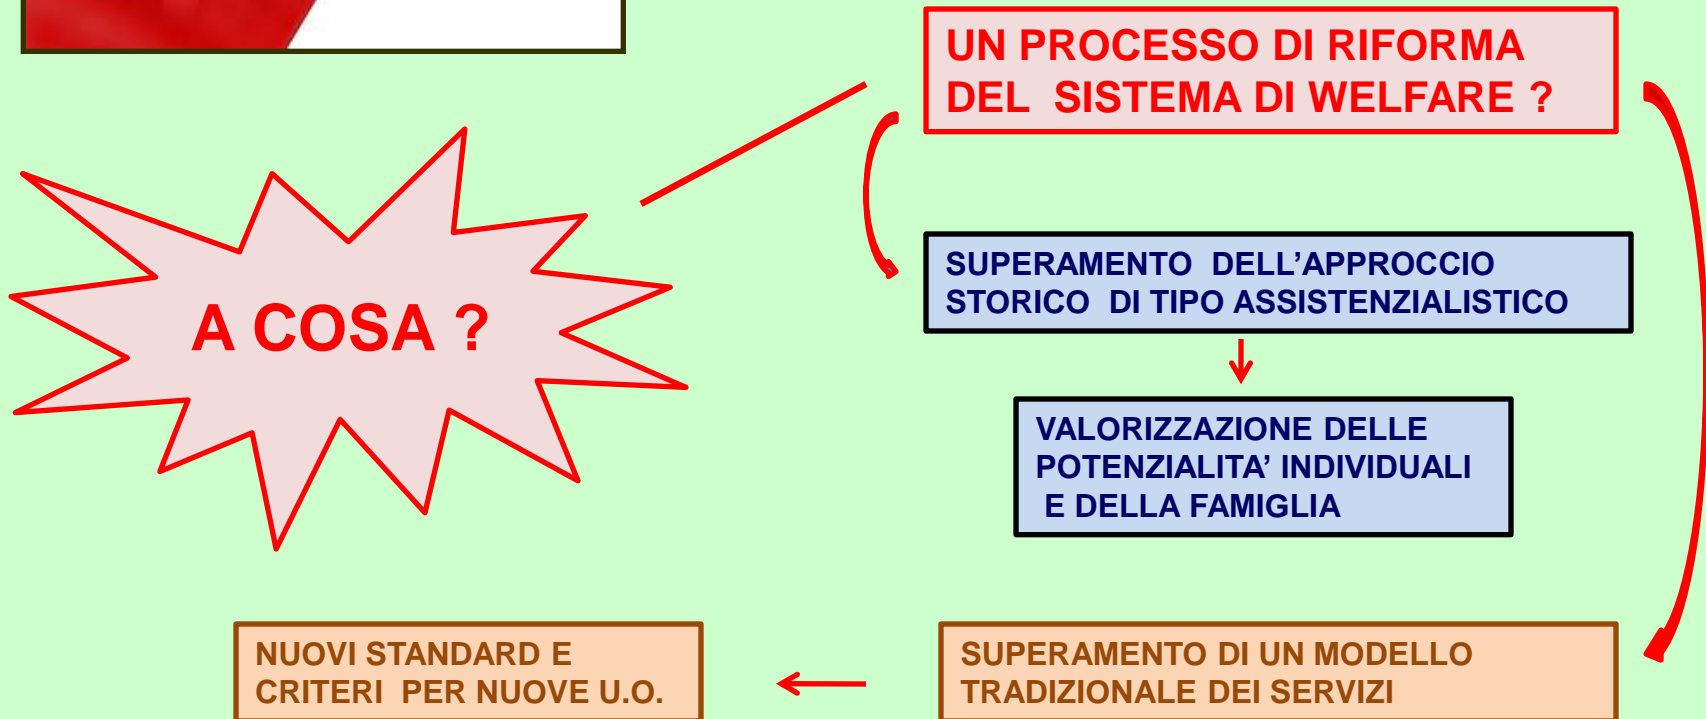 UN PROCESSO DI RIFORMA
DEL SISTEMA DI WELFARE ?
A COSA ?
SUPERAMENTO DELL’APPROCCIO
STORICO DI TIPO ASSISTENZIALISTICO
VALORIZZAZIONE DELLE
POTENZIALITA’ INDIVIDUALI
E DELLA FAMIGLIA
NUOVI STANDARD E
CRITERI PER NUOVE U.O.
SUPERAMENTO DI UN MODELLO
TRADIZIONALE DEI SERVIZI